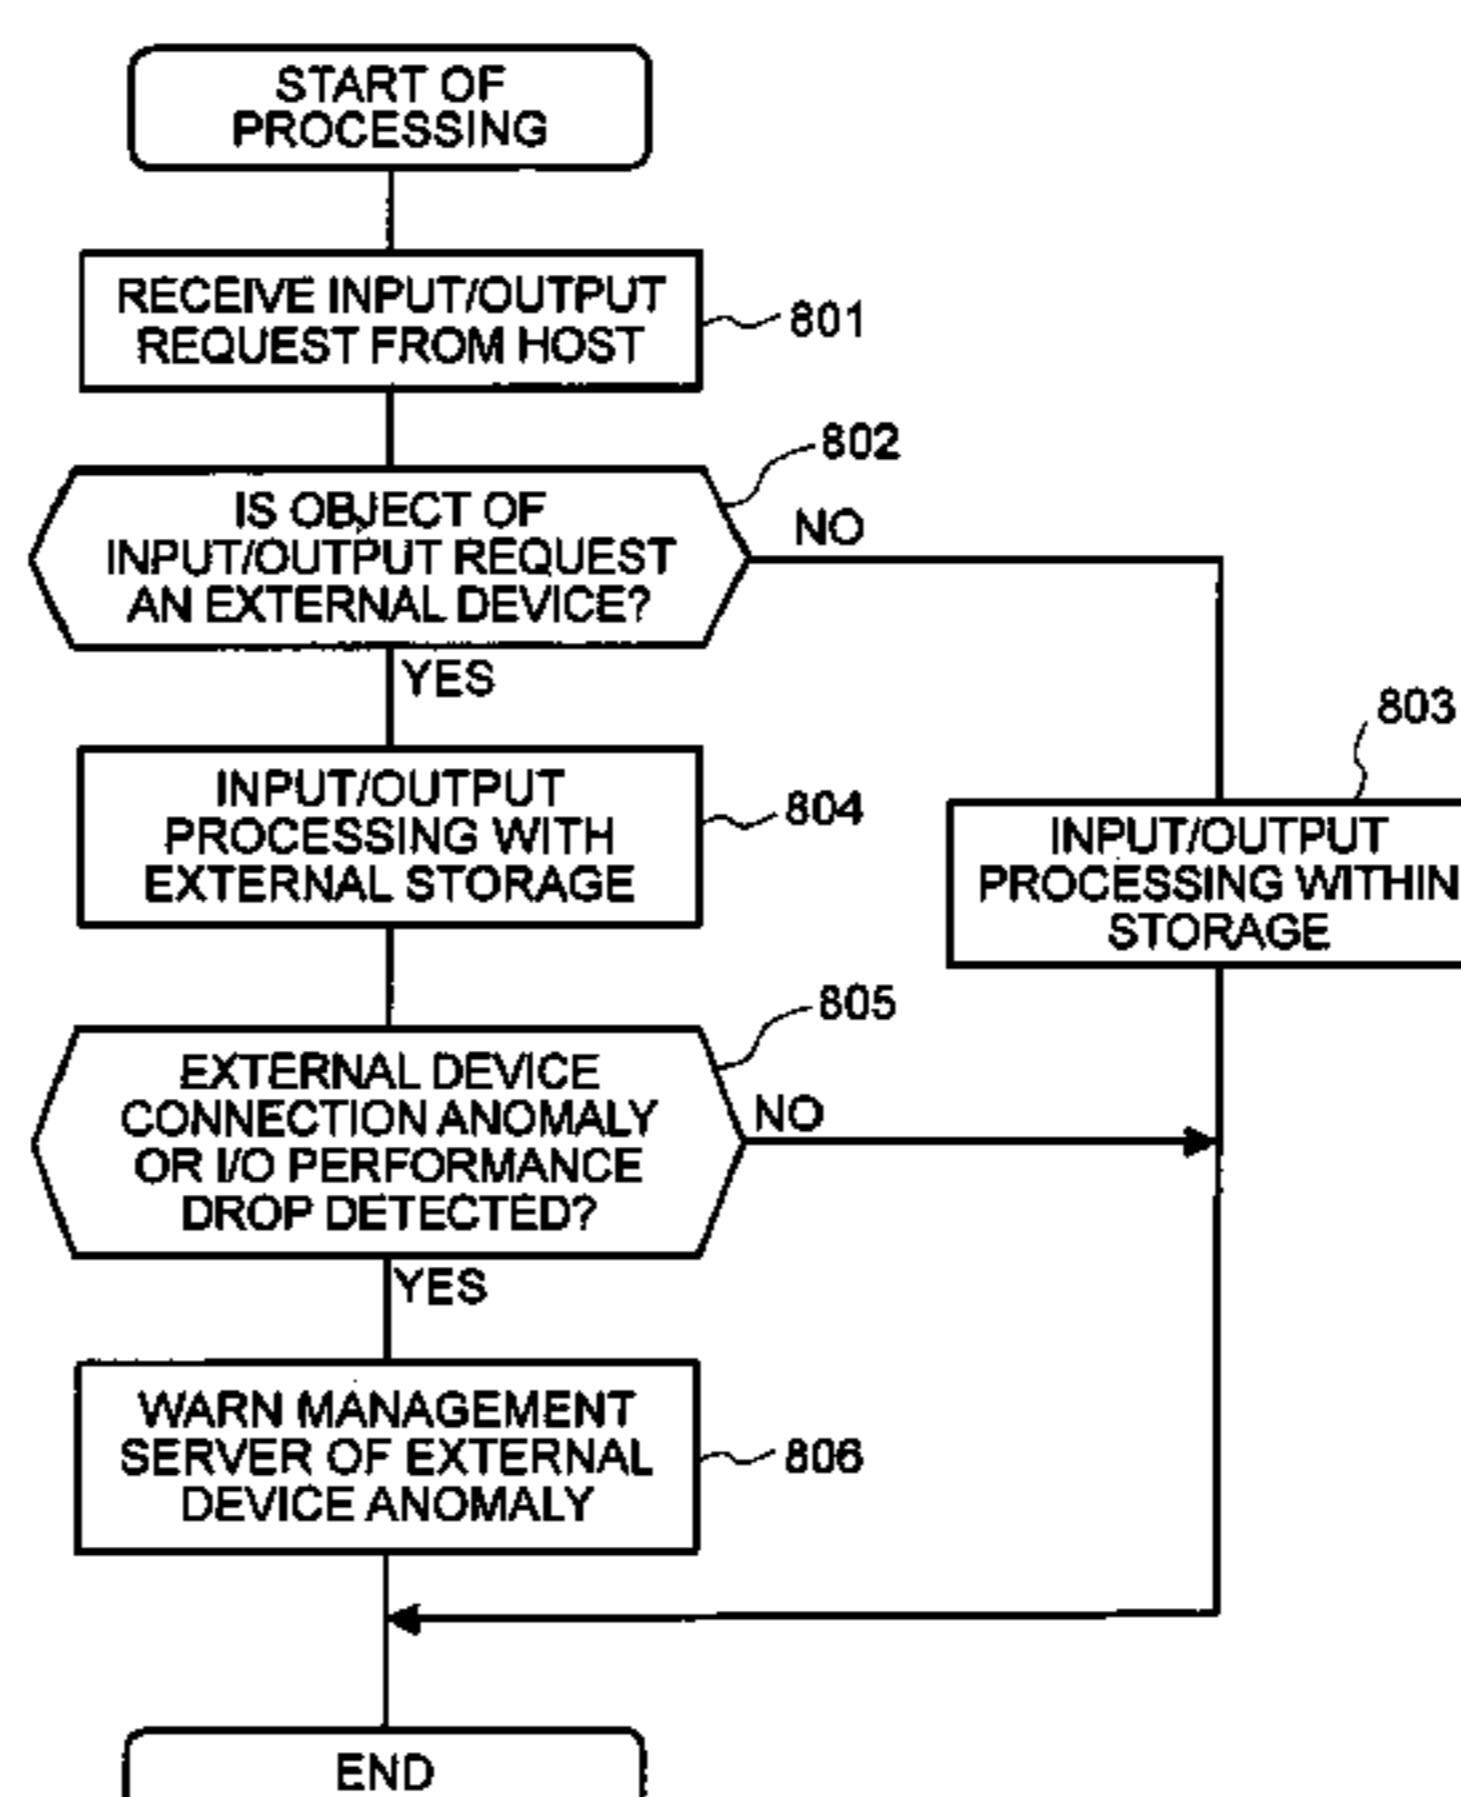 START OF
PROCESSING
RECEIVE INPUT/OUTPUT
REQUEST FROM HOST
801
802
IS OBJECT OF
INPUT/OUTPUT REQUEST
AN EXTERNAL DEVICE?
NO
YES
803
INPUT/OUTPUT
PROCESSING WITH
EXTERNAL STORAGE
804
INPUT/OUTPUT
PROCESSING WITHIN
STORAGE
805
EXTERNAL DEVICE
CONNECTION ANOMALY
OR I/O PERFORMANCE
DROP DETECTED?
NO
YES
WARN MANAGEMENT
SERVER OF EXTERNAL
DEVICE ANOMALY
806
END